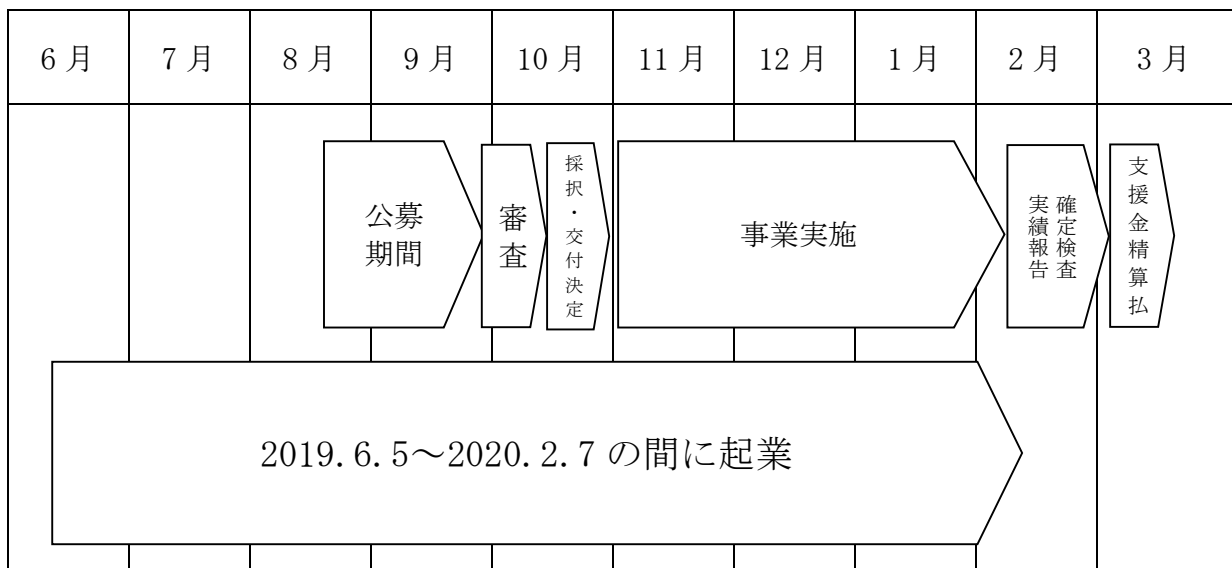 6月
7月
8月
9月
10月
11月
12月
1月
2月
3月
公募
期間
審査
採択・交付決定
事業実施
確定検査
実績報告
支援金精算払
2019.6.5～2020.2.7の間に起業